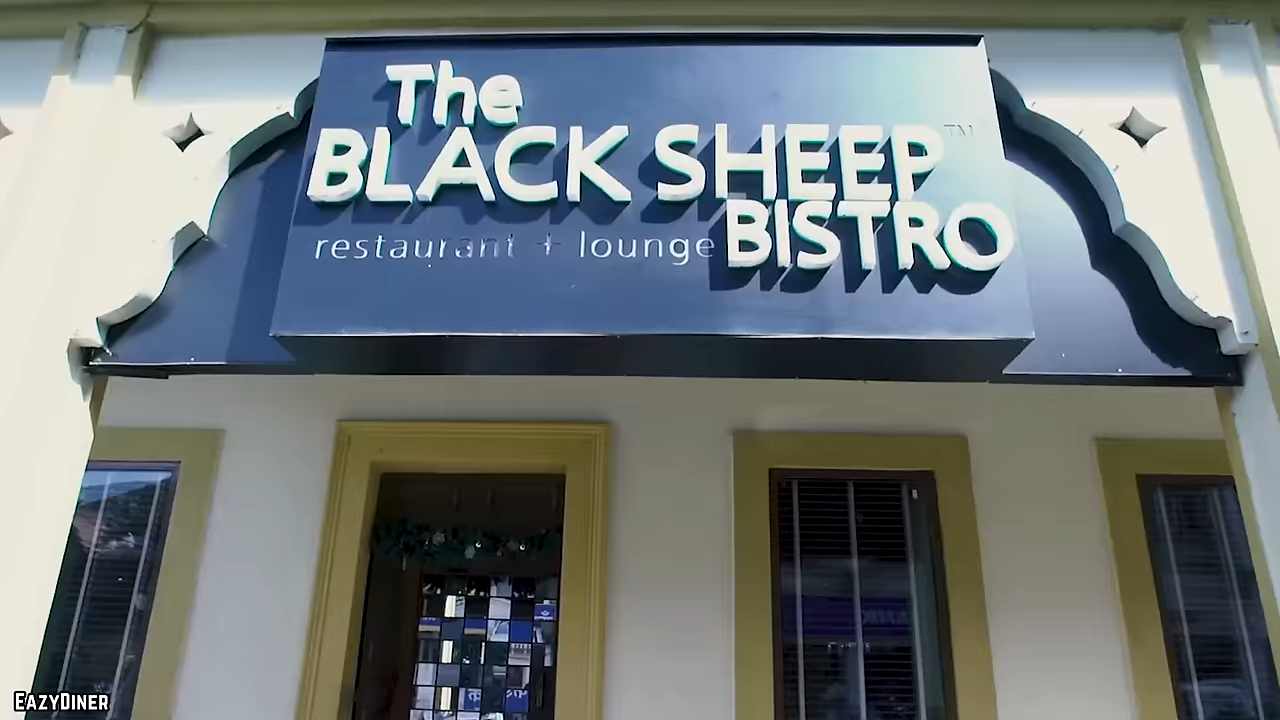 The
BLACK SHEEP™
BISTRO
restaurant + lounge
EAZYDINER